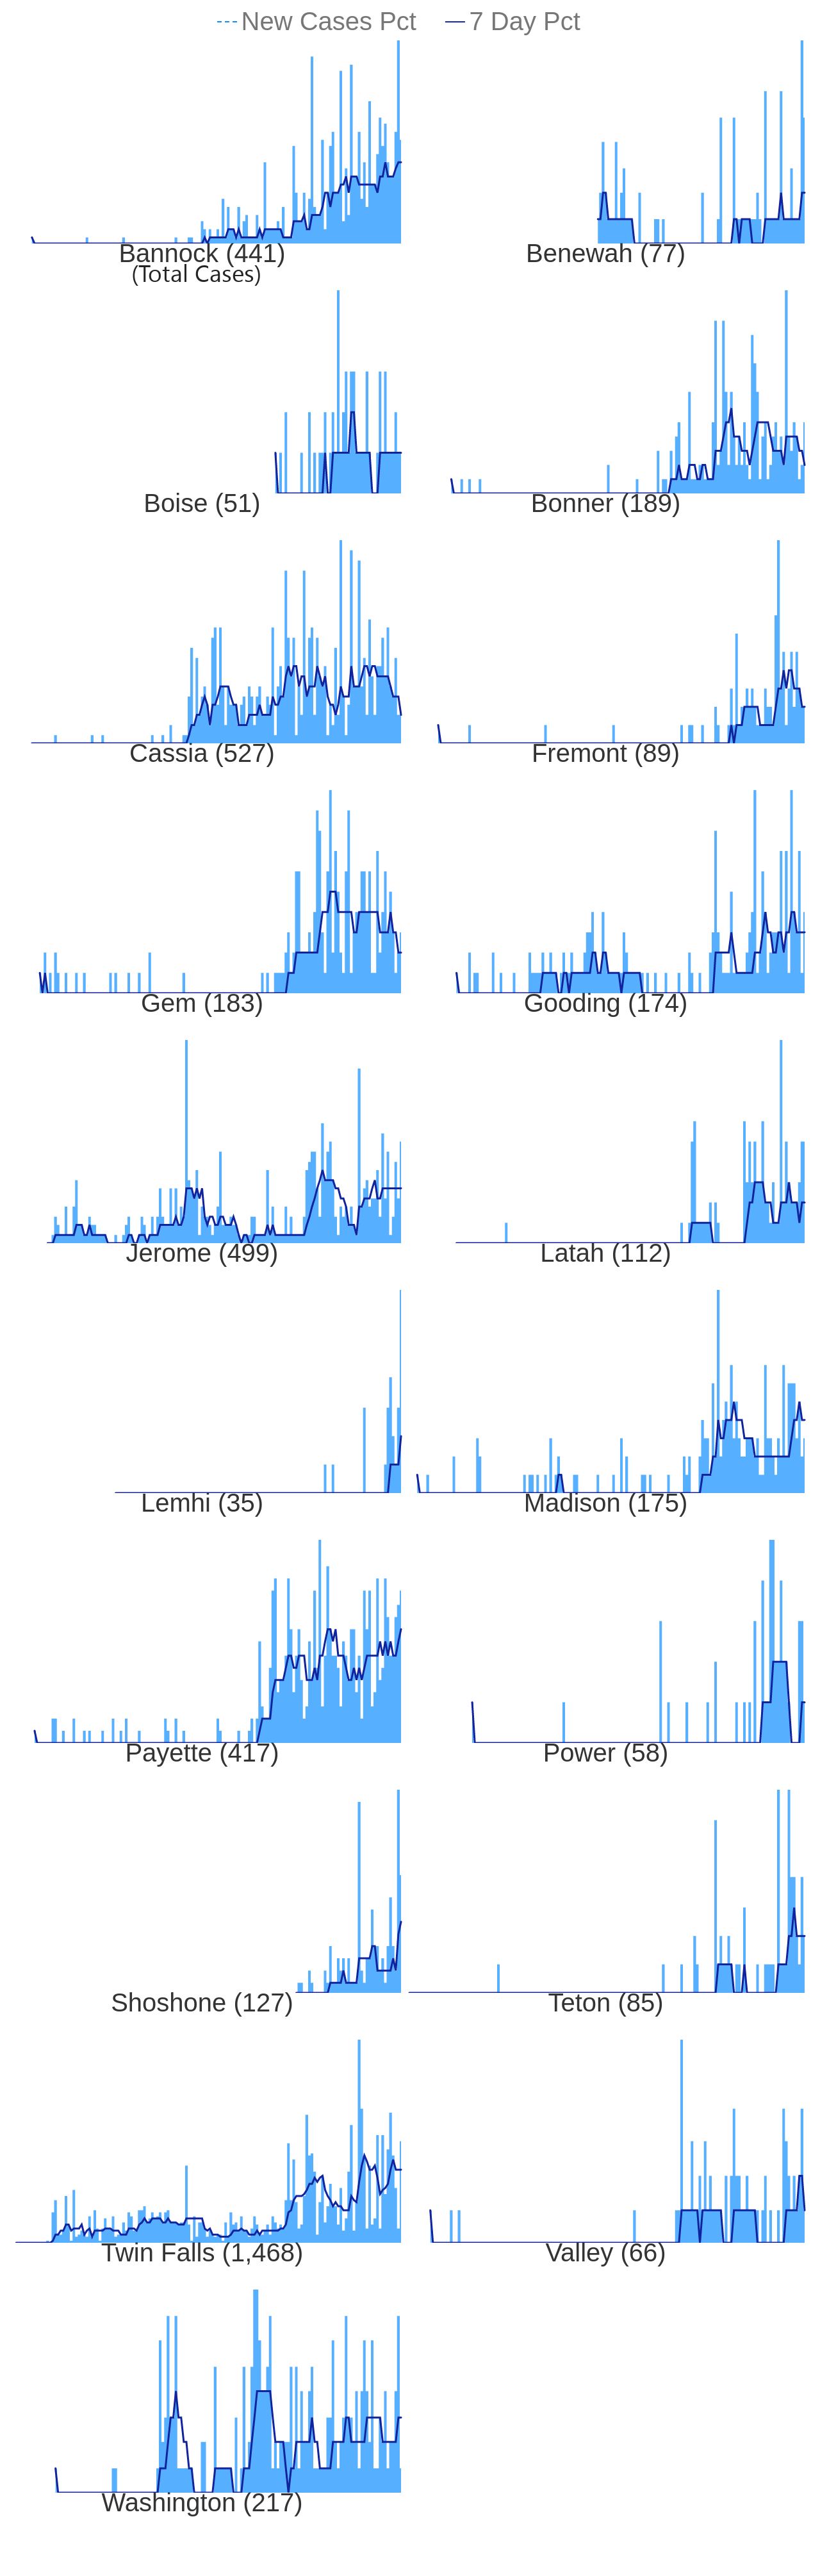 New Cases Pct 7 Day Pct
Bannock (441) Benewah (77)
(Total Cases)
Boise (51) Bonner (189)
Cassia (527) Fremont (89)
Gem (183) Gooding (174)
Jerome (499) Latah (112)
Lemhi (35) Madison (175)
Payette (417) Power (58)
Shoshone (127) Teton (85)
Twin Falls (1,468) Valley (66)
Washington (217)